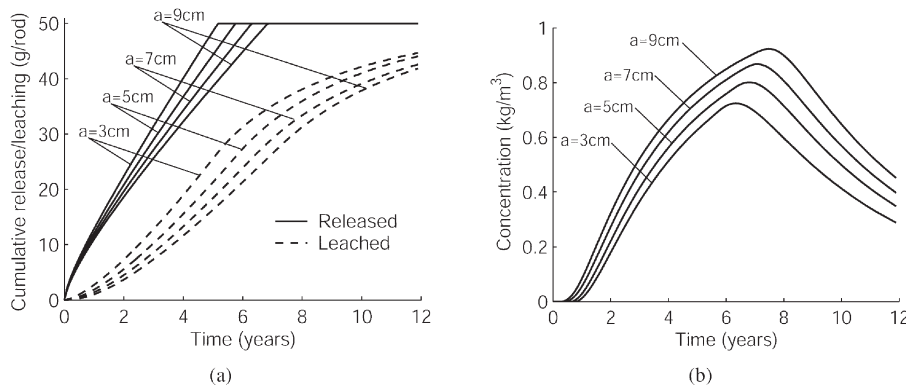 Cumulative release/leaching (g/rod)
50
40
30
20
10
0
a=9cm
a=7cm
a=5cm
a=3cm
Released
Leached
0 2 4 6 8 10 12
Time (years)
(a)
Concentration (kg/m³)
1
0.8
0.6
0.4
0.2
0
a=9cm
a=7cm
a=5cm
a=3cm
0 2 4 6 8 10 12
Time (years)
(b)